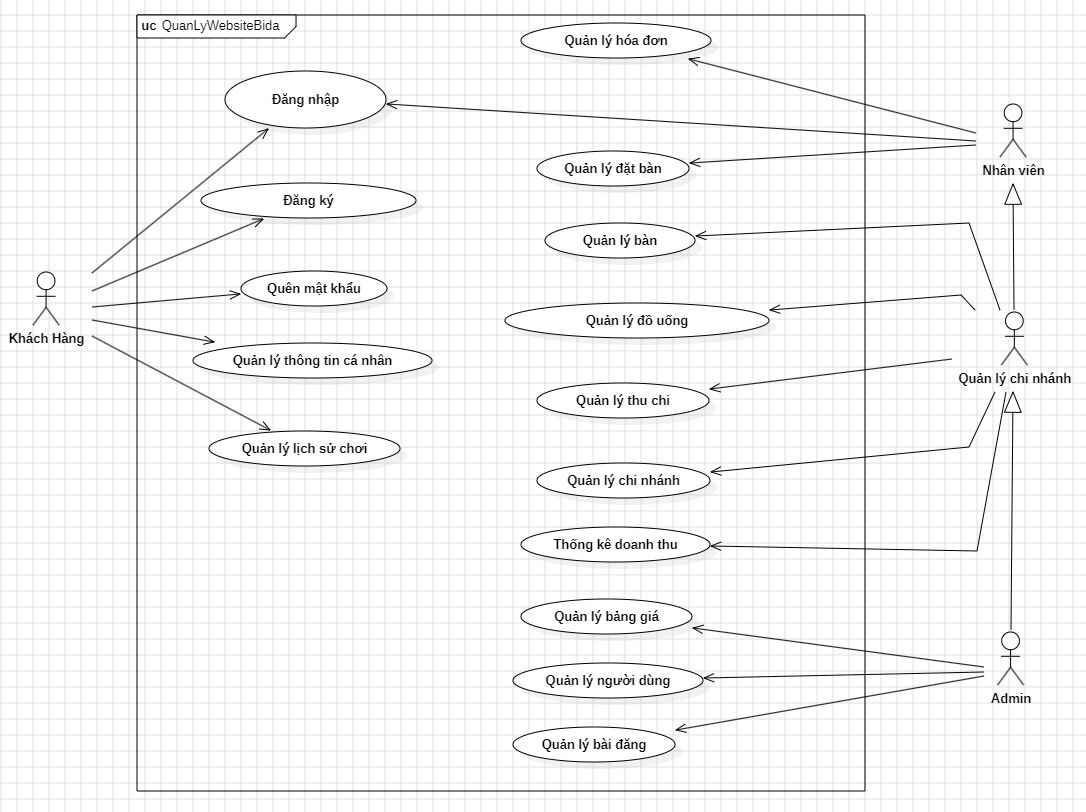 uc QuanLyWebsiteBida
Quản lý hóa đơn
Đăng nhập
Nhân viên
Quản lý đặt bàn
Đăng ký
Quản lý bàn
Quên mật khẩu
Quản lý đồ uống
Khách Hàng
Quản lý thông tin cá nhân
Quản lý chi nhánh
Quản lý thu chi
Quản lý lịch sử chơi
Quản lý chi nhánh
Thống kê doanh thu
Quản lý bảng giá
Quản lý người dùng
Admin
Quản lý bài đăng